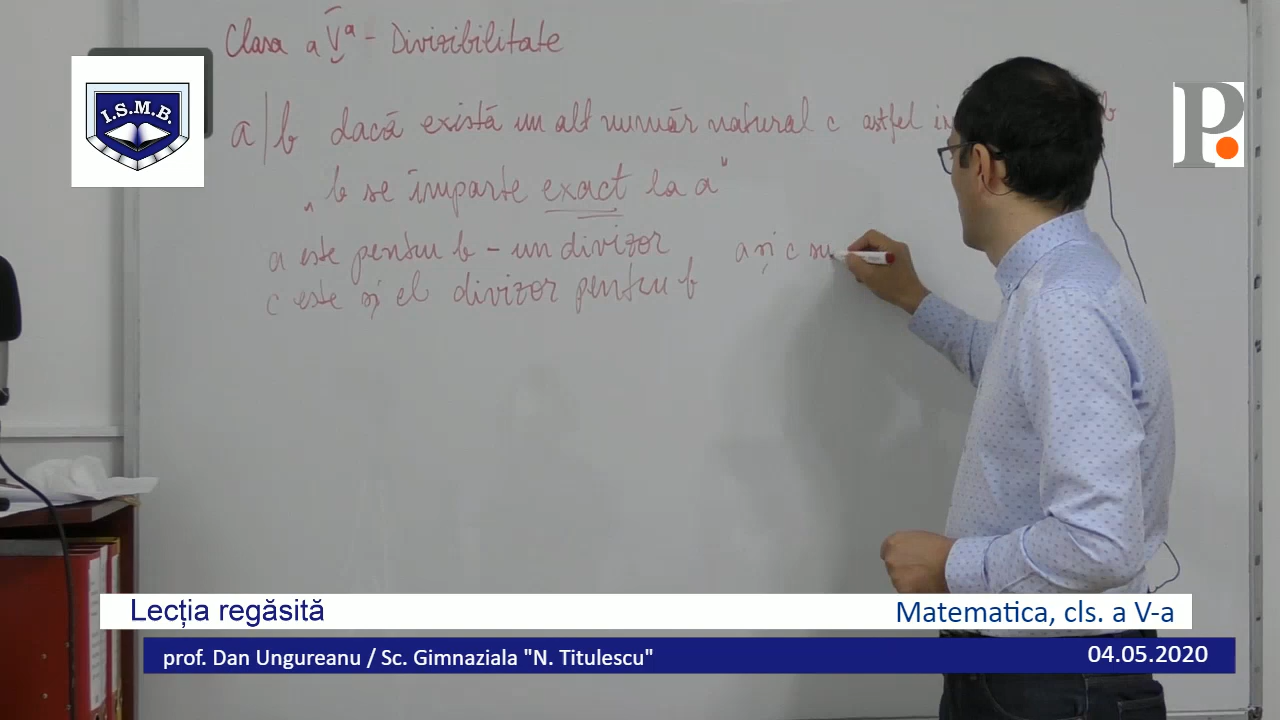 Clasa a V a - Divizibilitate
I.S.M.B.
P.
a | b dacă există un alt număr natural c astfel b
„ b se împarte exact la a”
a este pentru b - un divizor a și c su
c este și el divizor pentru b
Lecția regăsită
Matematica, cls. a V-a
prof. Dan Ungureanu / Sc. Gimnaziala "N. Titulescu"
04.05.2020